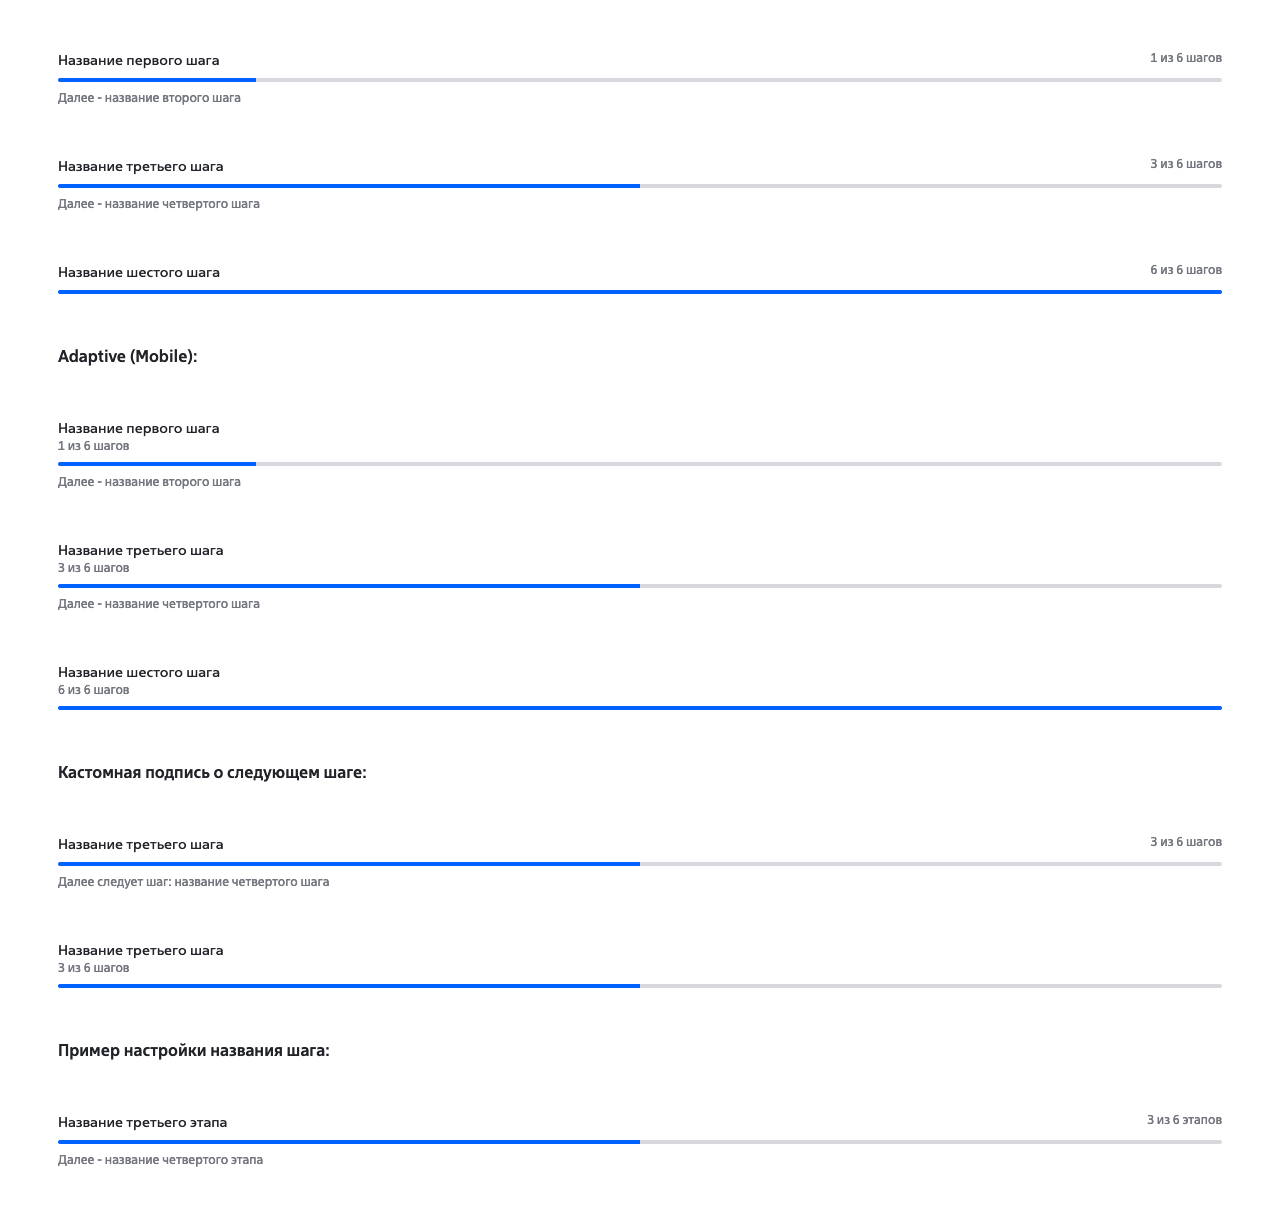 Название первого шага
1 из 6 шагов
Далее - название второго шага
Название третьего шага
3 из 6 шагов
Далее - название четвертого шага
Название шестого шага
6 из 6 шагов
Adaptive (Mobile):
Название первого шага
1 из 6 шагов
Далее - название второго шага
Название третьего шага
3 из 6 шагов
Далее - название четвертого шага
Название шестого шага
6 из 6 шагов
Кастомная подпись о следующем шаге:
Название третьего шага
3 из 6 шагов
Далее следует шаг: название четвертого шага
Название третьего шага
3 из 6 шагов
Пример настройки названия шага:
Название третьего этапа
3 из 6 этапов
Далее - название четвертого этапа